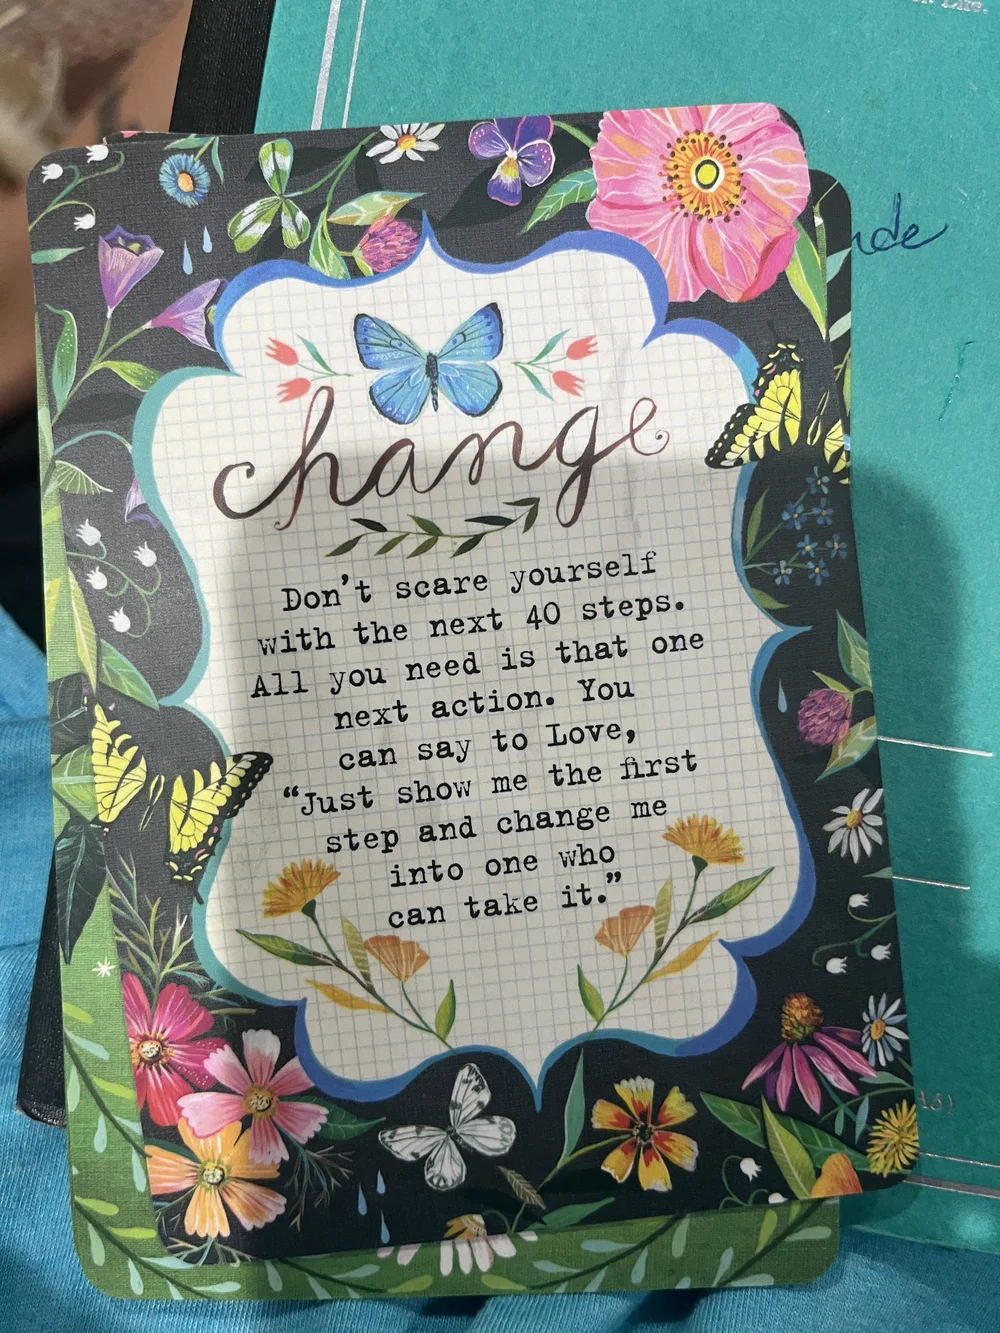 change
Don't scare yourself
with the next 40 steps.
All you need is that one
next action. You
can say to Love,
“Just show me the first
step and change me
into one who
can take it.”